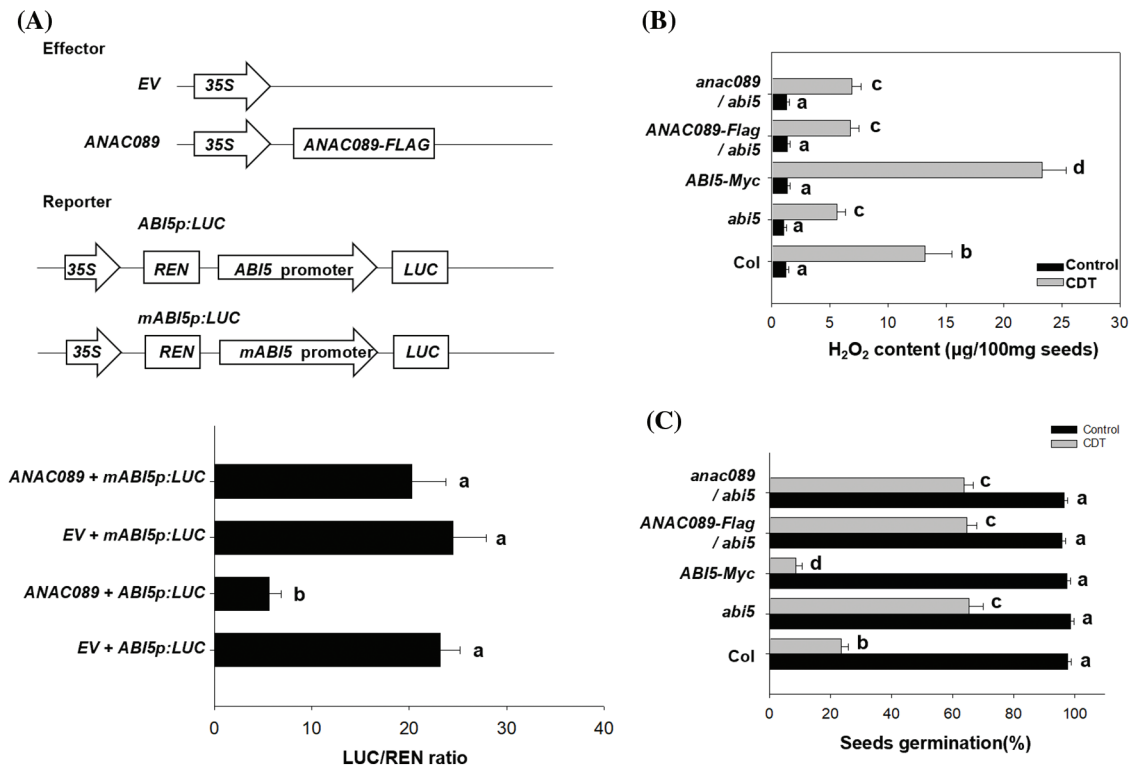 (A)
Effector
EV
35S
ANAC089
35S
ANAC089-FLAG
Reporter
ABI5p:LUC
35S
REN
ABI5 promoter
LUC
mABI5p:LUC
35S
REN
mABI5 promoter
LUC
ANAC089 + mABI5p:LUC
a
EV + mABI5p:LUC
a
ANAC089 + ABI5p:LUC
b
EV + ABI5p:LUC
a
0 10 20 30 40
LUC/REN ratio
(B)
anac089
/ abi5
c
a
ANAC089-Flag
/ abi5
c
a
ABI5-Myc
d
a
abi5
c
a
Col
b
a
Control
CDT
0 5 10 15 20 25 30
H₂O₂ content (µg/100mg seeds)
(C)
Control
CDT
anac089
/ abi5
c
a
ANAC089-Flag
/ abi5
c
a
ABI5-Myc
d
a
abi5
c
a
Col
b
a
0 20 40 60 80 100
Seeds germination(%)